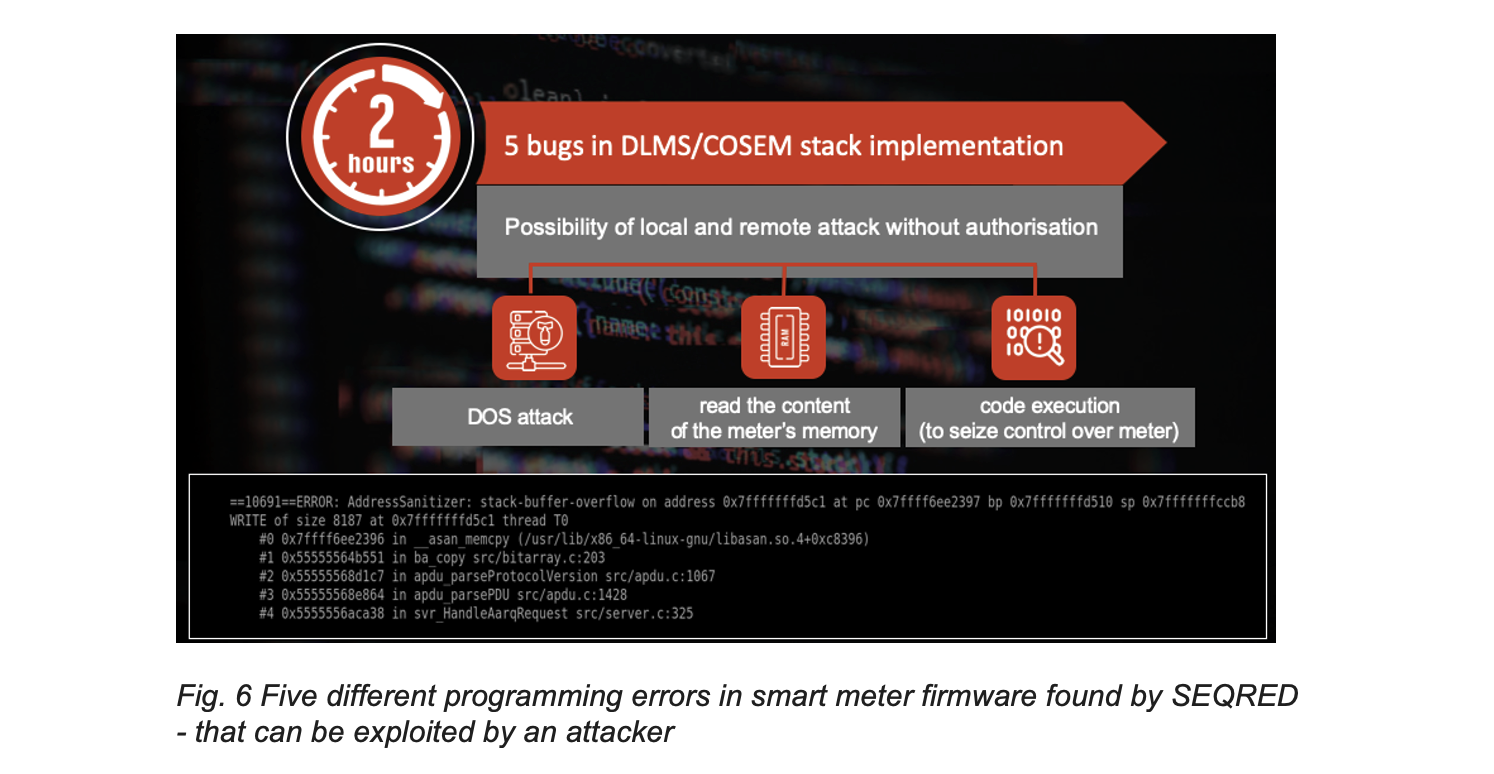 2
hours
5 bugs in DLMS/COSEM stack implementation
Possibility of local and remote attack without authorisation
RAM
101010
DOS attack
read the content
of the meter's memory
code execution
(to seize control over meter)
==10691==ERROR: AddressSanitizer: stack-buffer-overflow on address 0x7fffffffd5c1 at pc 0x7ffff6ee2397 bp 0x7fffffffd510 sp 0x7fffffffccb8
WRITE of size 8187 at 0x7fffffffd5c1 thread T0
#0 0x7ffff6ee2396 in __asan_memcpy (/usr/lib/x86_64-linux-gnu/libasan.so.4+0xc8396)
#1 0x55555564b551 in ba_copy src/bitarray.c:203
#2 0x55555568d1c7 in apdu_parseProtocolVersion src/apdu.c:1067
#3 0x55555568e864 in apdu_parsePDU src/apdu.c:1428
#4 0x5555556aca38 in svr_HandleAarqRequest src/server.c:325
Fig. 6 Five different programming errors in smart meter firmware found by SEQRED
- that can be exploited by an attacker